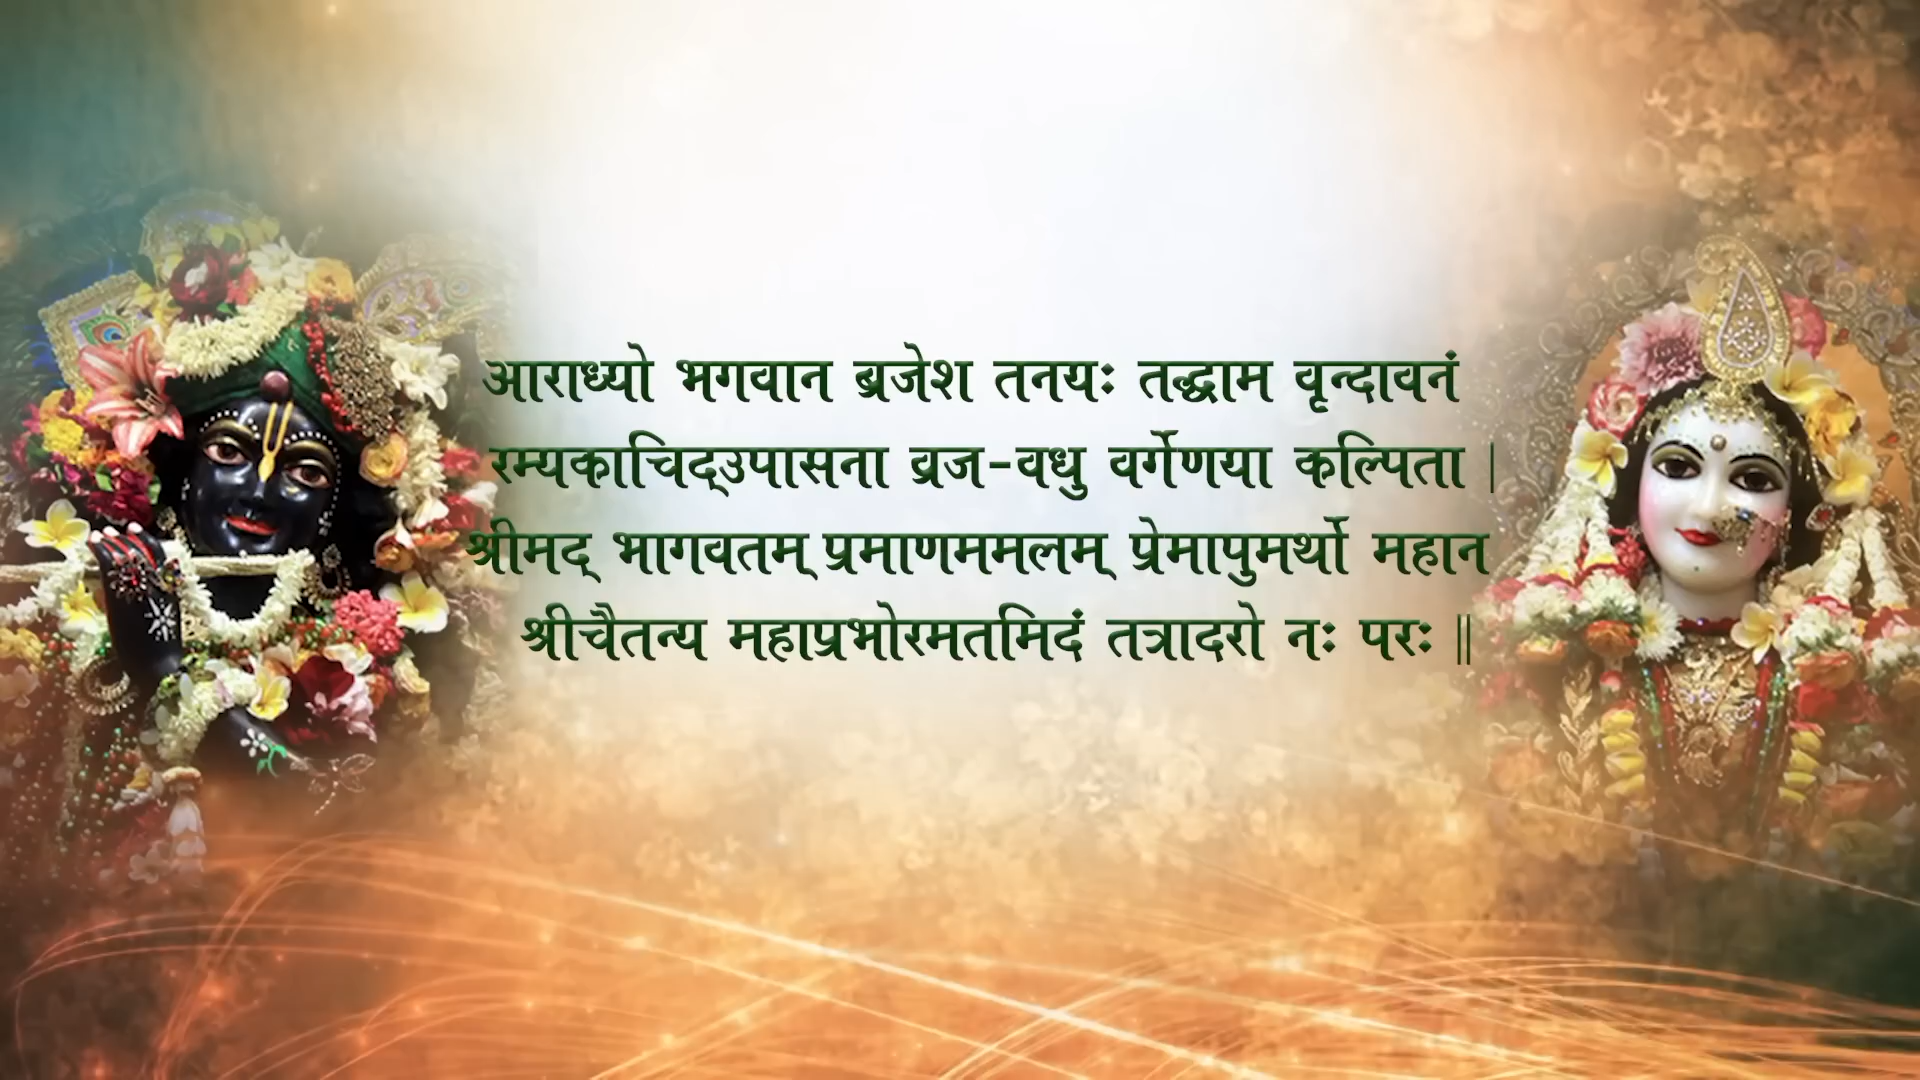 आराध्यो भगवान ब्रजेश तनयः तद्धाम वृन्दावनं
रम्यकाचिद्उपासना व्रज-वधु वर्गेणया कल्पिता |
श्रीमद् भागवतम् प्रमाणममलम् प्रेमापुमर्थो महान
श्रीचैतन्य महाप्रभोरमतमिदं तत्रादरो नः परः ||